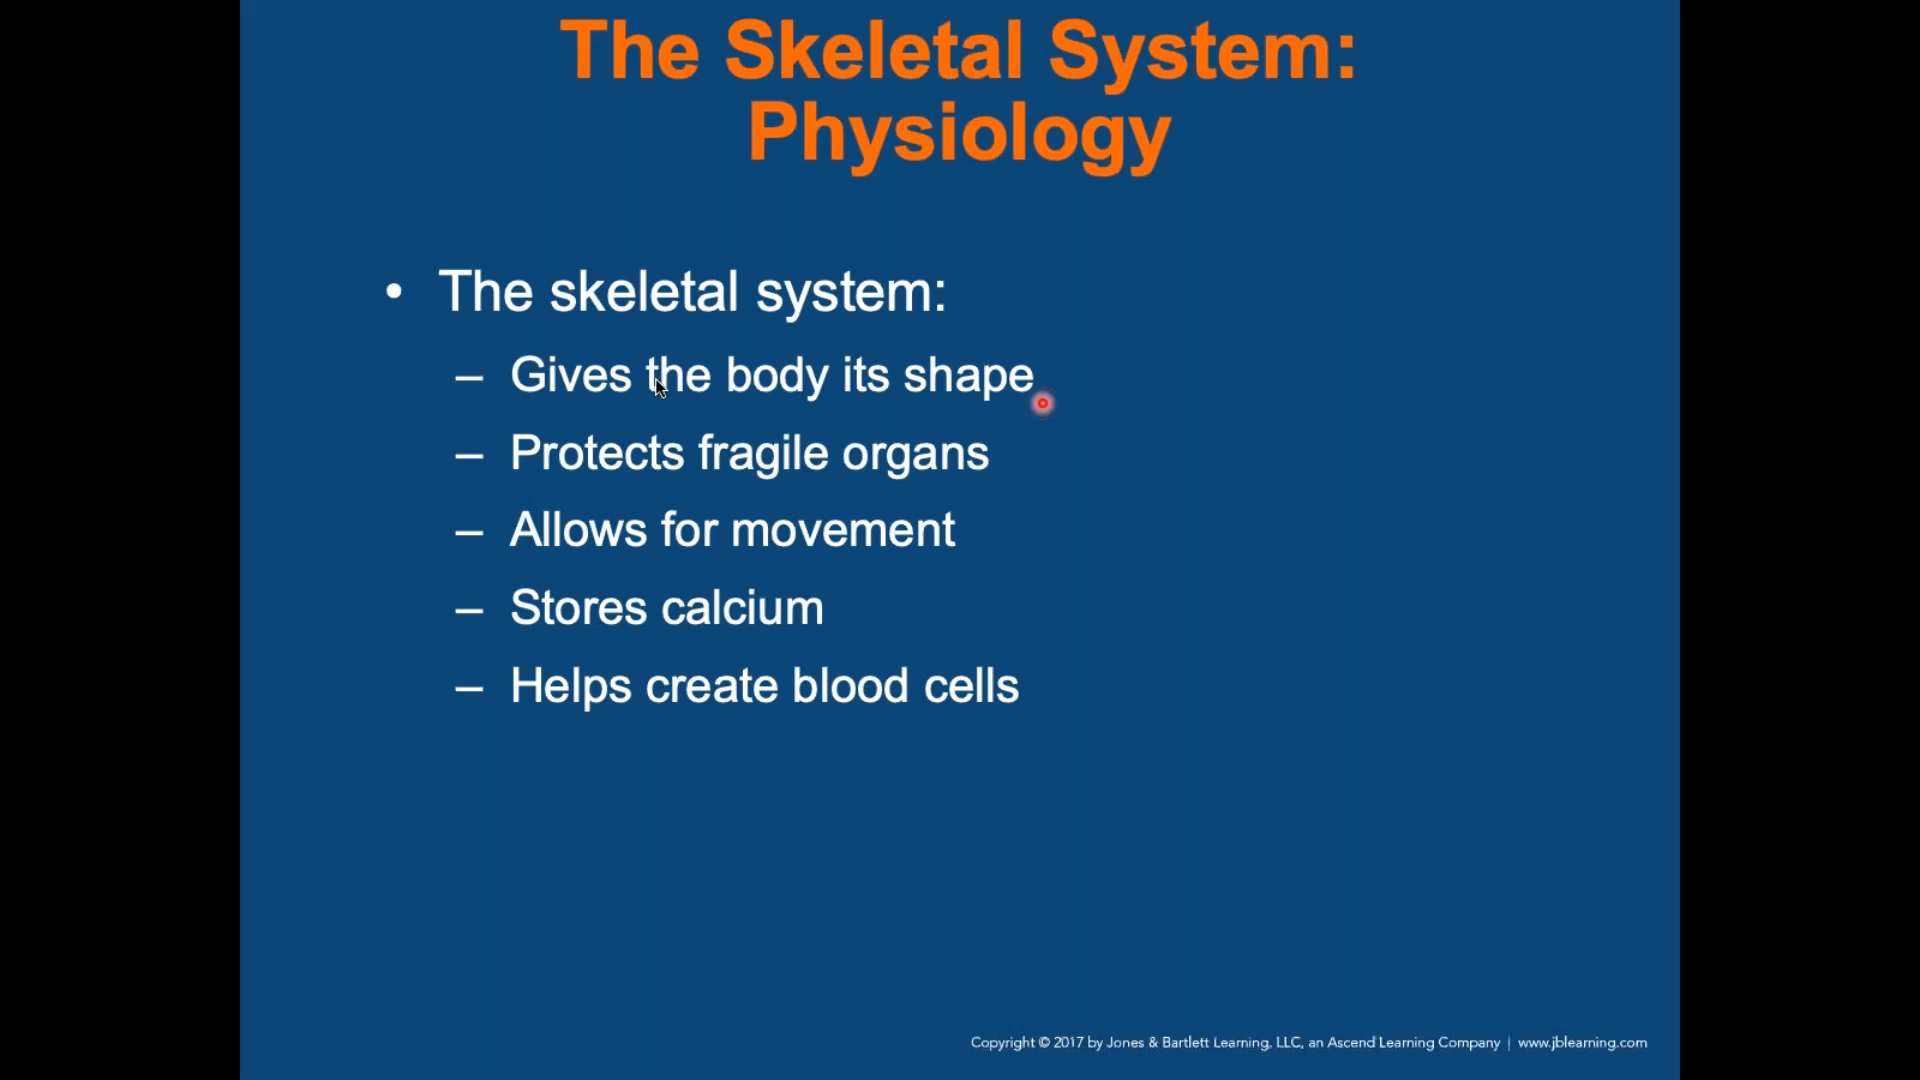 The Skeletal System:
Physiology
• The skeletal system:
– Gives the body its shape
– Protects fragile organs
– Allows for movement
– Stores calcium
– Helps create blood cells
Copyright © 2017 by Jones & Bartlett Learning, LLC, an Ascend Learning Company | www.jblearning.com